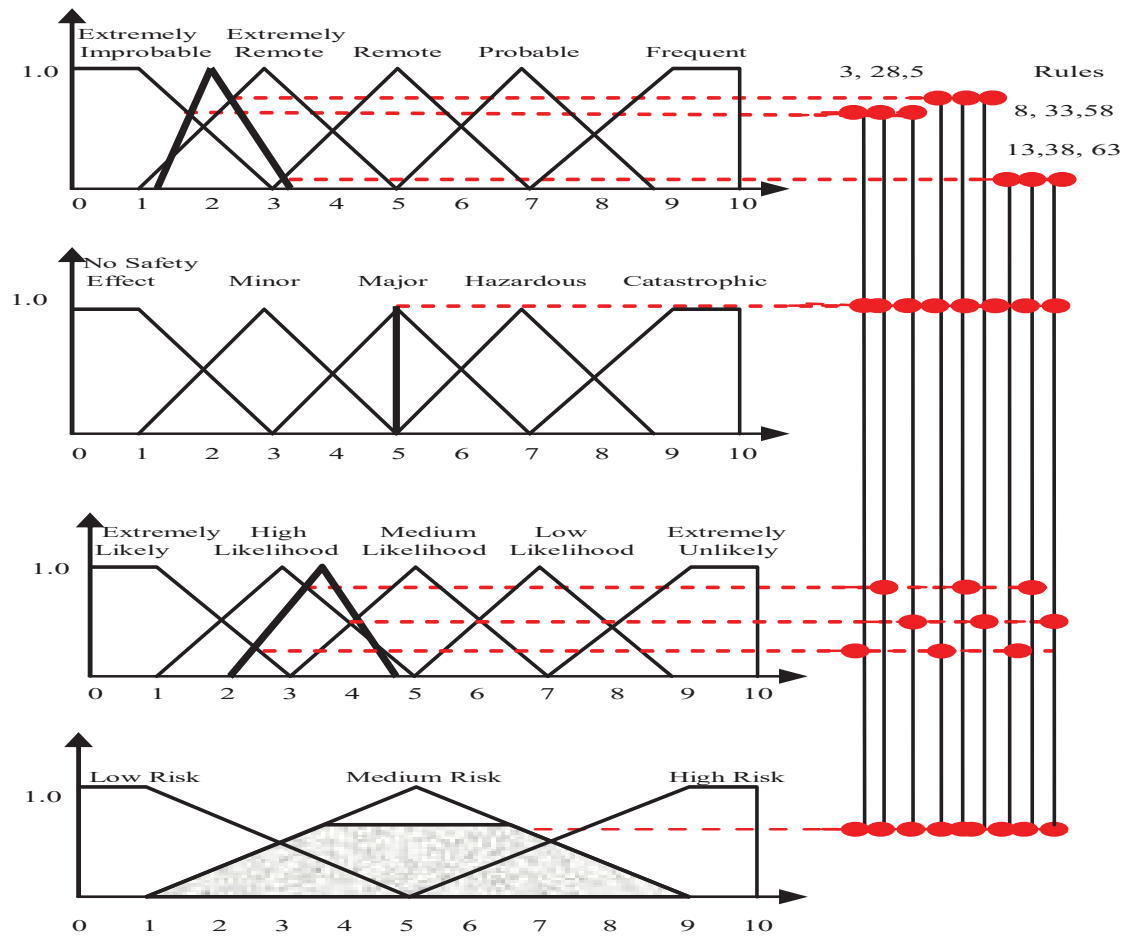 Extremely Extremely
Improbable Remote Remote Probable Frequent
1.0
0 1 2 3 4 5 6 7 8 9 10
3, 28,5 Rules
8, 33,58
13,38, 63
No Safety
Effect Minor Major Hazardous Catastrophic
1.0
0 1 2 3 4 5 6 7 8 9 10
Extremely High Medium Low Extremely
Likely Likelihood Likelihood Likelihood Unlikely
1.0
0 1 2 3 4 5 6 7 8 9 10
Low Risk Medium Risk High Risk
1.0
0 1 2 3 4 5 6 7 8 9 10